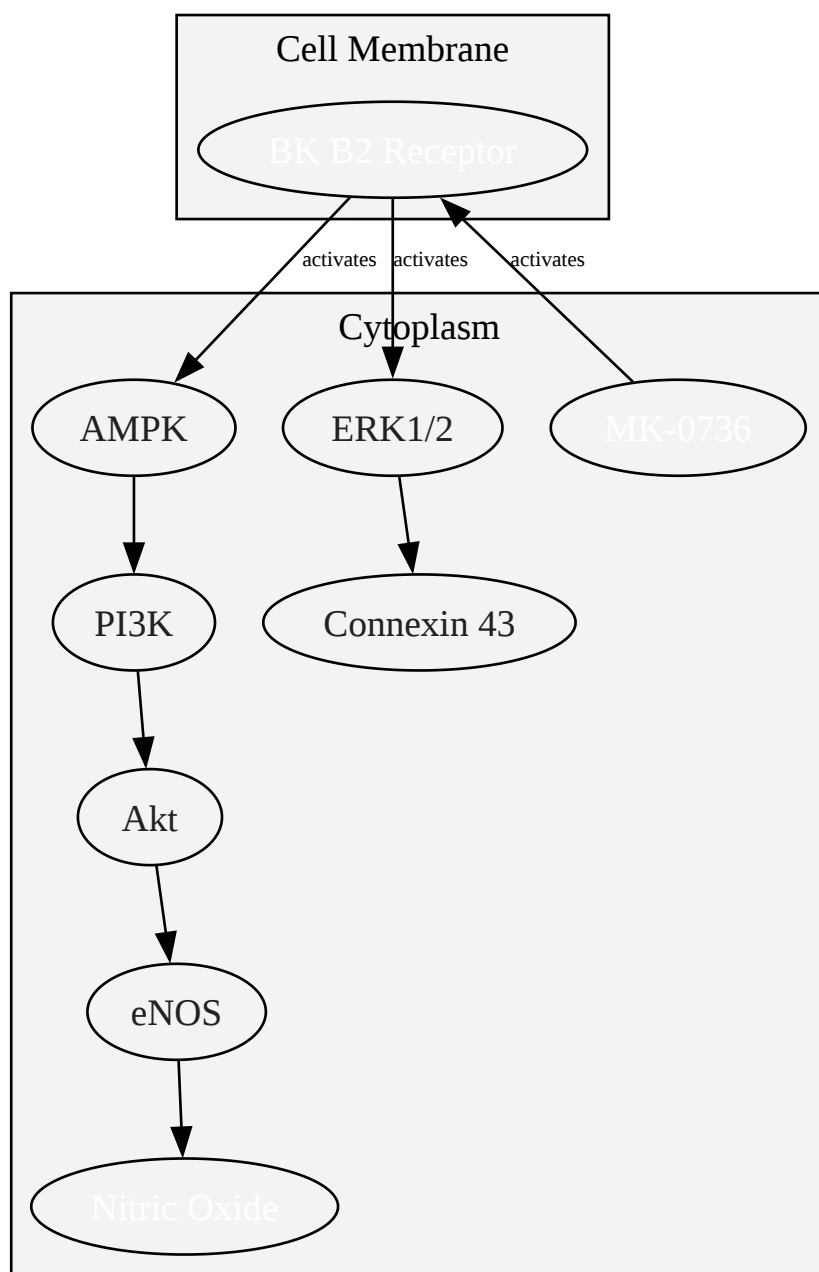 Cell Membrane
BK B2 Receptor
activates
activates
activates
Cytoplasm
AMPK
ERK1/2
MK-0736
PI3K
Connexin 43
Akt
eNOS
Nitric Oxide